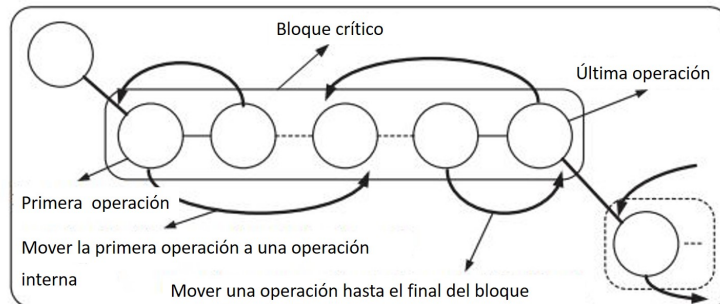 Bloque crítico
Última operación
Primera operación
Mover la primera operación a una operación
interna
Mover una operación hasta el final del bloque